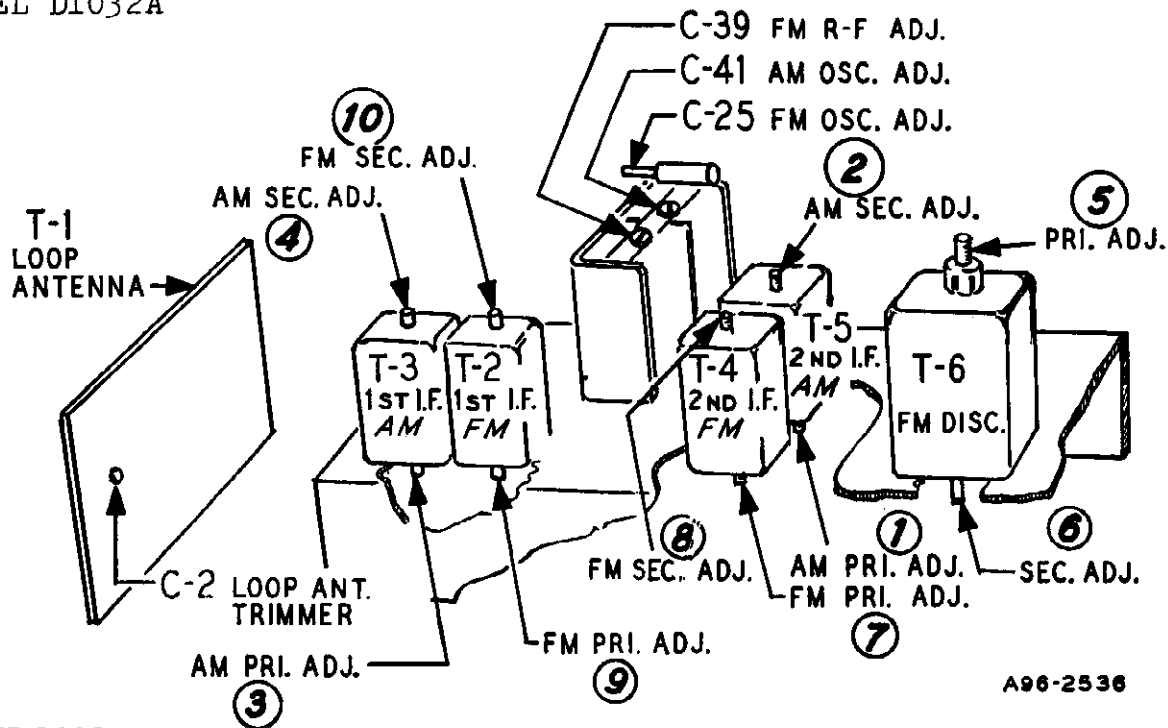 EL D1032A
C-39 FM R-F ADJ.
C-41 AM OSC. ADJ.
C-25 FM OSC. ADJ.
10
FM SEC. ADJ.
2
AM SEC. ADJ.
4
AM SEC. ADJ.
5
PRI. ADJ.
T-1
LOOP
ANTENNA
T-3
1ST I.F.
AM
T-2
1ST I.F.
FM
T-4
2ND I.F.
FM
T-5
2ND I.F.
AM
T-6
FM DISC.
8
FM SEC. ADJ.
1
AM PRI. ADJ.
FM PRI. ADJ.
7
6
SEC. ADJ.
C-2 LOOP ANT.
TRIMMER
AM PRI. ADJ.
3
FM PRI. ADJ.
9
A96-2536